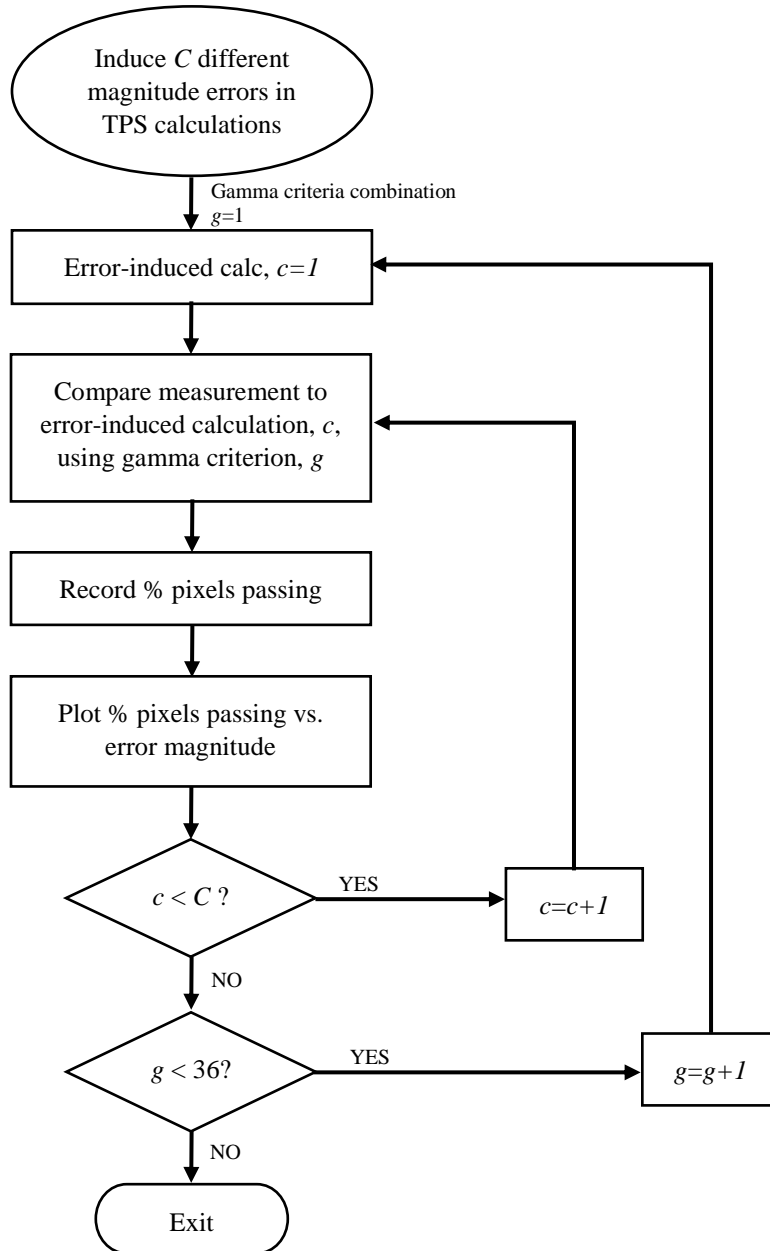 Induce C different
magnitude errors in
TPS calculations
Gamma criteria combination
g=1
Error-induced calc, c=1
Compare measurement to
error-induced calculation, c,
using gamma criterion, g
Record % pixels passing
Plot % pixels passing vs.
error magnitude
c < C ?
YES
c=c+1
NO
g < 36?
YES
g=g+1
NO
Exit